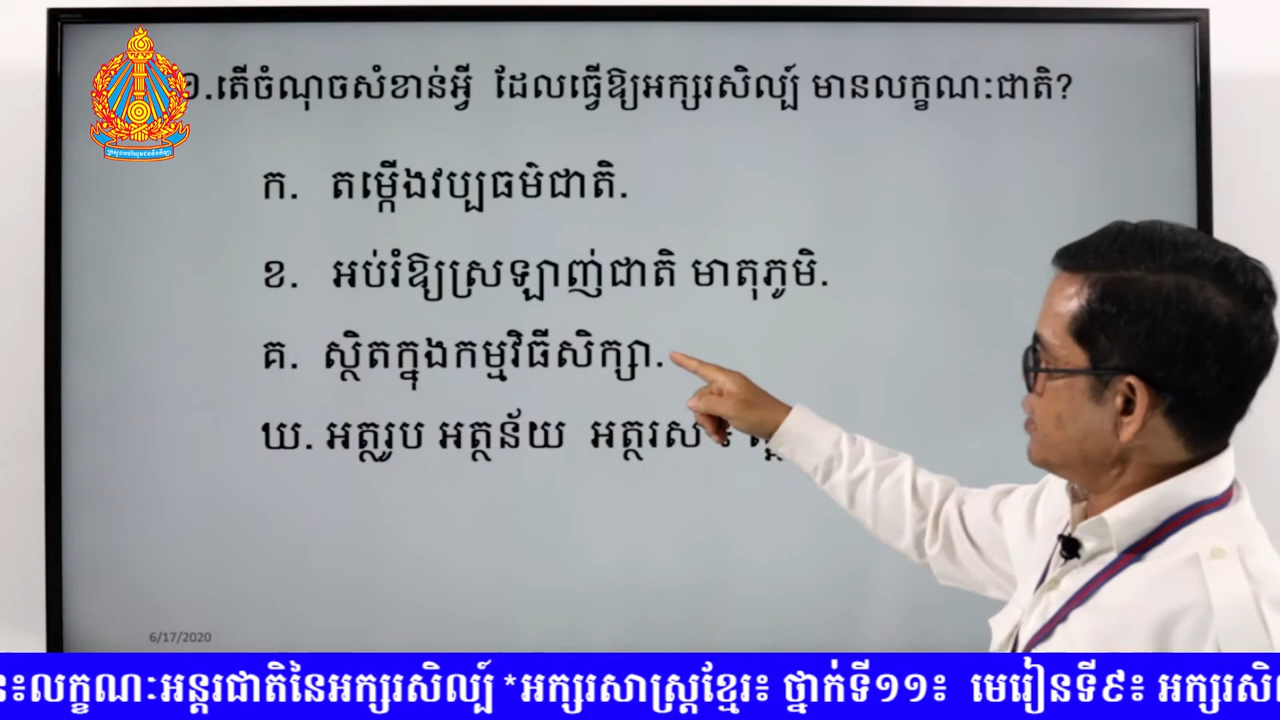 ១.តើចំណុចសំខាន់អ្វី ដែលធ្វើឱ្យអក្សរសិល្ប៍ មានលក្ខណៈជាតិ?
ក. តម្កើងវប្បធម៌ជាតិ.
ខ. អប់រំឱ្យស្រឡាញ់ជាតិ មាតុភូមិ.
គ. ស្ថិតក្នុងកម្មវិធីសិក្សា.
ឃ. អត្ថរូប អត្ថន័យ អត្ថរស
6/17/2020
លក្ខណៈអន្តរជាតិនៃអក្សរសិល្ប៍ *អក្សរសាស្ត្រខ្មែរ៖ ថ្នាក់ទី១១៖ មេរៀនទី៩៖